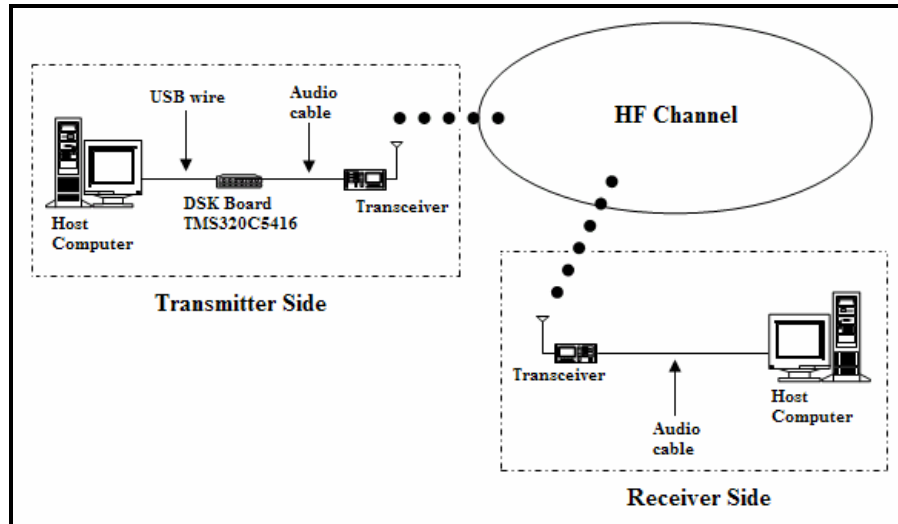 HF Channel
USB wire
Audio
cable
Host
Computer
DSK Board
TMS320C5416
Transceiver
Transmitter Side
Transceiver
Audio
cable
Host
Computer
Receiver Side